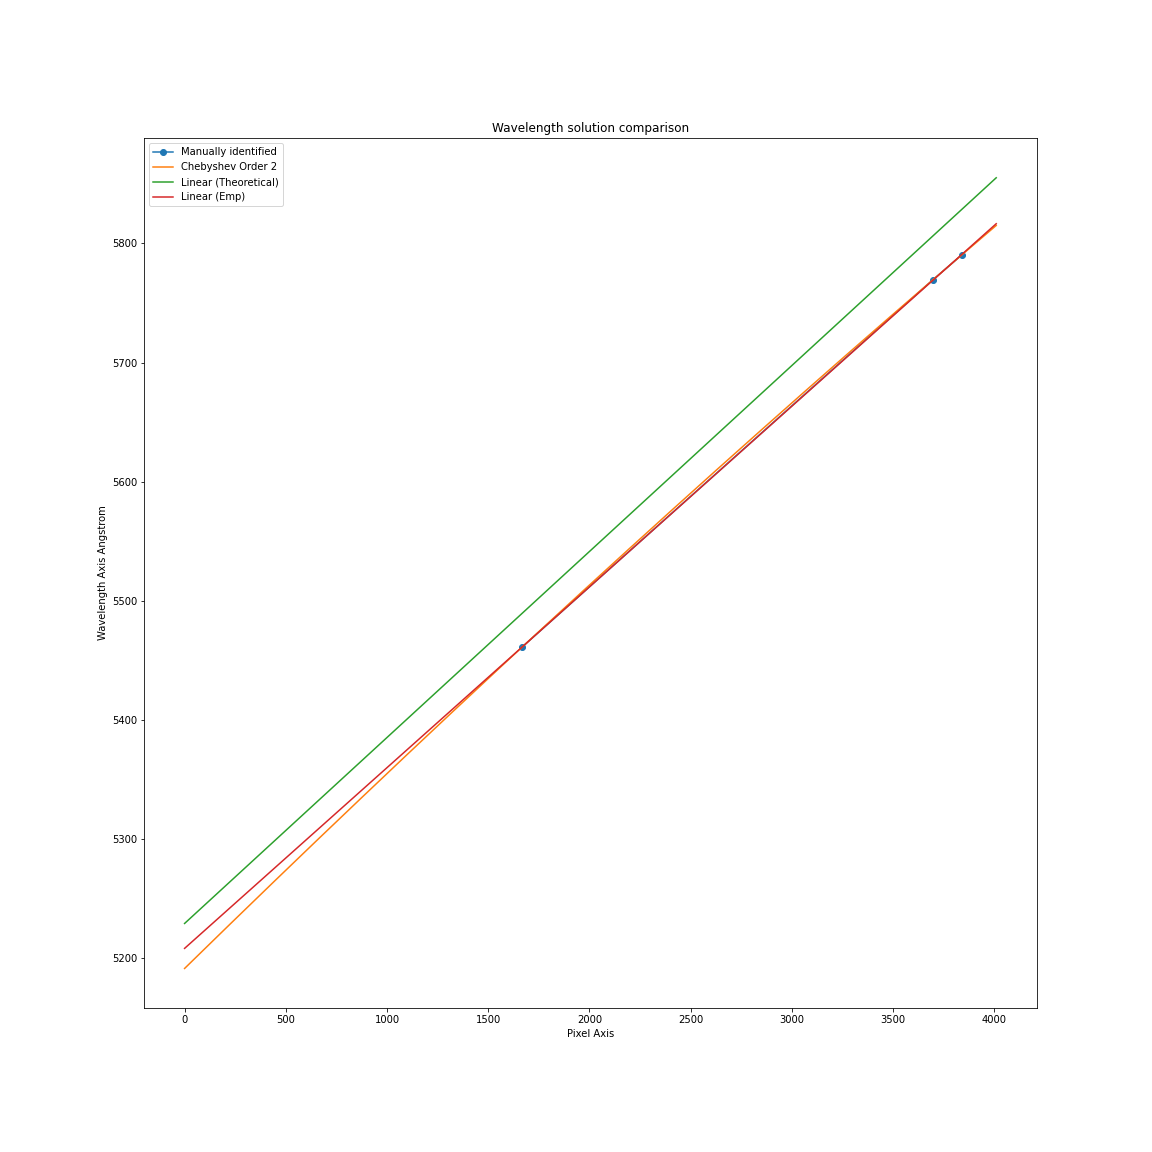 Wavelength solution comparison
Manually identified
Chebyshev Order 2
Linear (Theoretical)
Linear (Emp)
5800
5700
5600
5500
5400
5300
5200
Wavelength Axis Angstrom
0 500 1000 1500 2000 2500 3000 3500 4000
Pixel Axis